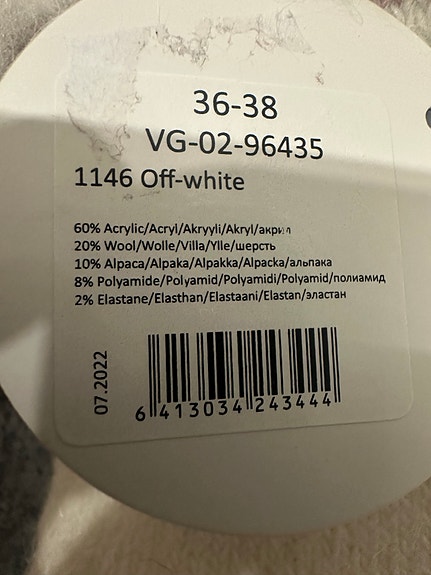 36-38
VG-02-96435
1146 Off-white
60% Acrylic/Acryl/Akryyli/Akryl/акрил
20% Wool/Wolle/Villa/Ylle/шерсть
10% Alpaca/Alpaka/Alpakka/Alpacka/альпака
8% Polyamide/Polyamid/Polyamidi/Polyamid/полиамид
2% Elastane/Elasthan/Elastaani/Elastan/эластан
07.2022
6 413034 243444